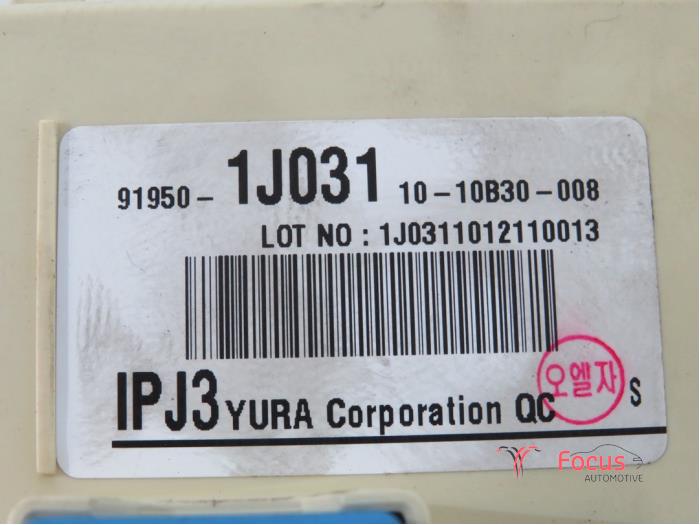 91950 - 1J031 10-10B30-008
LOT NO : 1J0311012110013
IPJ3 YURA Corporation QC 오엘자 S
Focus
AUTOMOTIVE